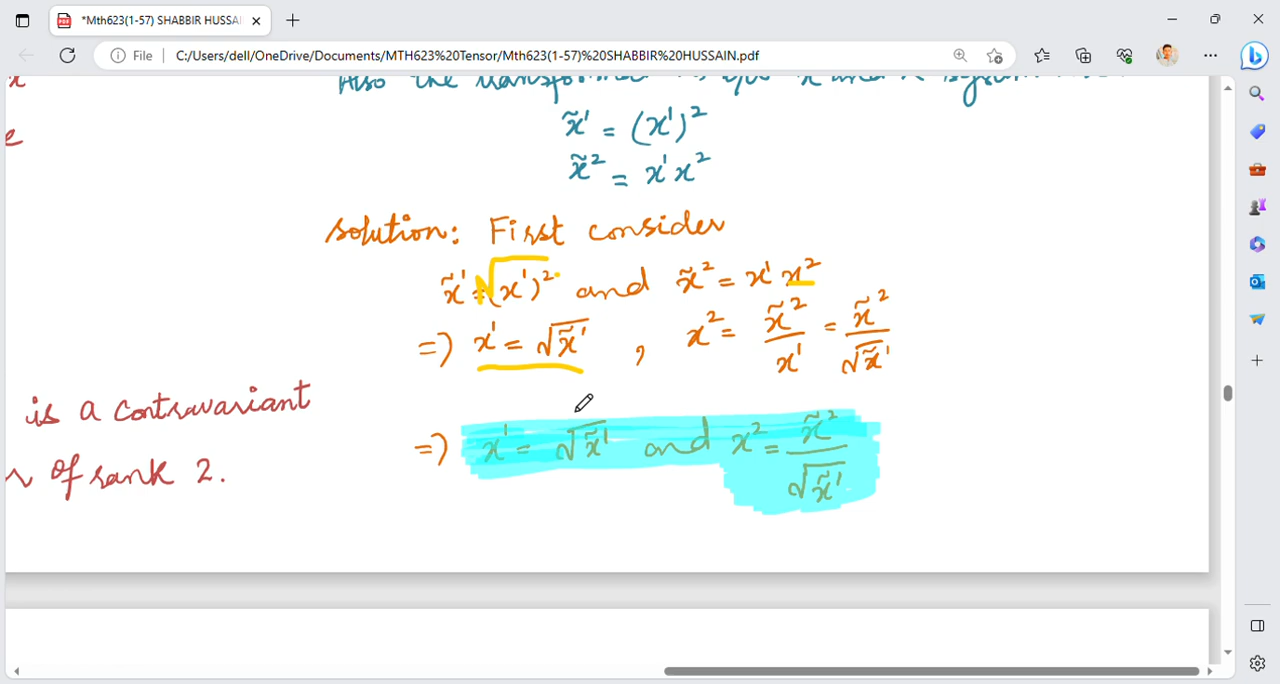 *Mth623(1-57) SHABBIR HUSSAI
File C:/Users/dell/OneDrive/Documents/MTH623%20Tensor/Mth623(1-57)%20SHABBIR%20HUSSAIN.pdf
Also the
x̃¹ = (x¹)²
x̃² = x¹x²
Solution: First consider
x̃¹ = (x¹)² and x̃² = x¹x²
=) x¹ = √x̃¹ , x² = x̃²/x¹ = x̃²/√x̃¹
is a contravariant
=) x¹ = √x̃¹ and x² = x̃²/√x̃¹
of rank 2.